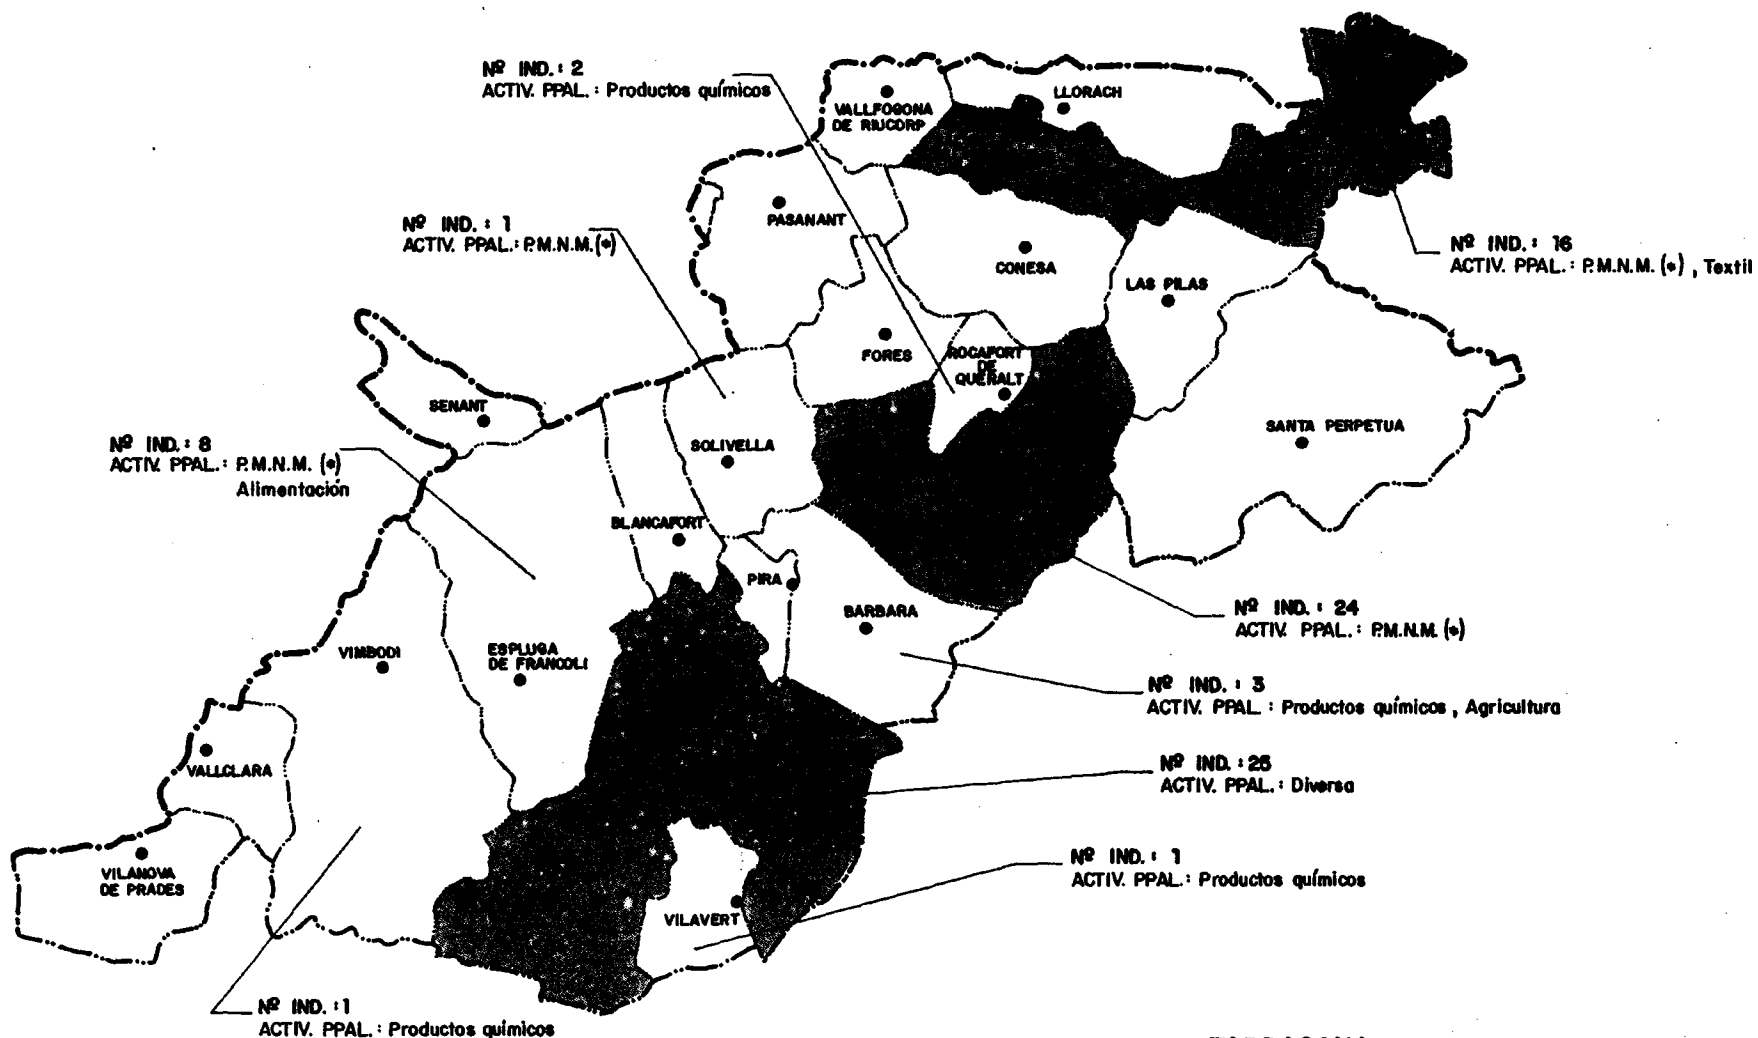 Nº IND. : 2
ACTIV. PPAL. : Productos químicos
VALLFOGONA
DE RIUCORP
LLORACH
Nº IND. : 1
ACTIV. PPAL. : P.M.N.M. (*)
PASANANT
CONESA
LAS PILAS
Nº IND. : 16
ACTIV. PPAL. : P.M.N.M. (*) , Textil
FORES
ROCAFORT
DE
QUERALT
SENANT
SOLIVELLA
SANTA PERPETUA
Nº IND. : 8
ACTIV. PPAL. : P.M.N.M. (*)
Alimentación
BLANCAFORT
PIRA
BARBARA
Nº IND. : 24
ACTIV. PPAL. : P.M.N.M. (*)
VIMBODI
ESPLUGA
DE FRANCOLI
Nº IND. : 3
ACTIV. PPAL. : Productos químicos , Agricultura
VALLCLARA
Nº IND. : 25
ACTIV. PPAL. : Diversa
VILANOVA
DE PRADES
Nº IND. : 1
ACTIV. PPAL. : Productos químicos
VILAVERT
Nº IND. : 1
ACTIV. PPAL. : Productos químicos